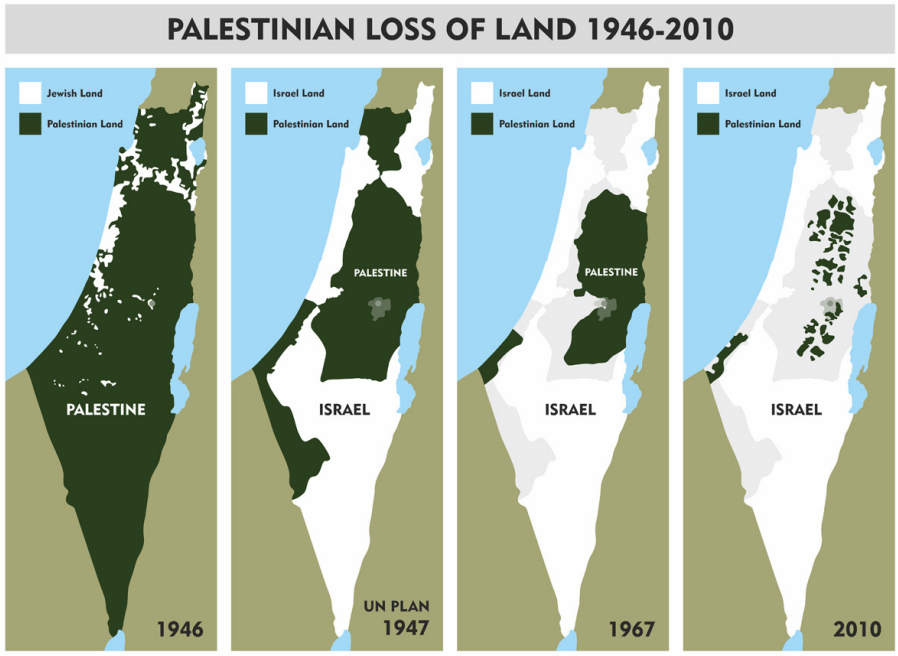 PALESTINIAN LOSS OF LAND 1946-2010
Jewish Land
Palestinian Land
PALESTINE
1946
Israel Land
Palestinian Land
PALESTINE
ISRAEL
UN PLAN
1947
Israel Land
Palestinian Land
PALESTINE
ISRAEL
1967
Israel Land
Palestinian Land
ISRAEL
2010